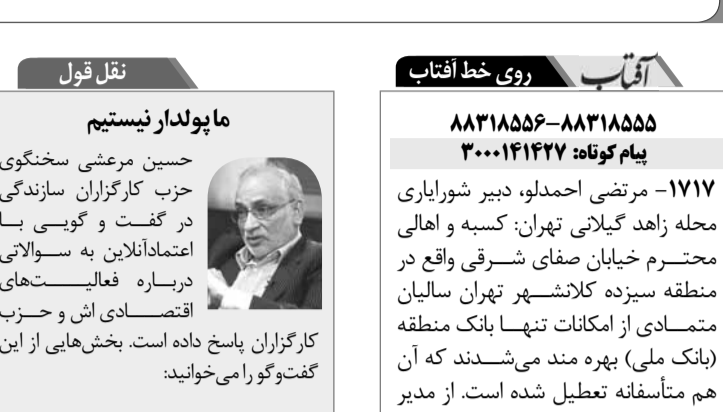 آفتاب
روی خط آفتاب
۸۸۳۱۸۵۵۶-۸۸۳۱۸۵۵۵
پیام کوتاه: ۳۰۰۰۱۴۱۴۲۷
۱۷۱۷- مرتضی احمدلو، دبیر شورایاری
محله زاهد گیلانی تهران: کسبه و اهالی
محترم خیابان صفای شرقی واقع در
منطقه سیزده کلانشهر تهران سالیان
متمادی از امکانات تنها بانک منطقه
(بانک ملی) بهره مند می‌شدند که آن
هم متأسفانه تعطیل شده است. از مدیر
نقل قول
ما پولدار نیستیم
حسین مرعشی سخنگوی
حزب کارگزاران سازندگی
در گفت و گویی با
اعتمادآنلاین به سوالاتی
درباره فعالیت‌های
اقتصادی اش و حزب
کارگزاران پاسخ داده است. بخش‌هایی از این
گفت‌وگو را می‌خوانید: